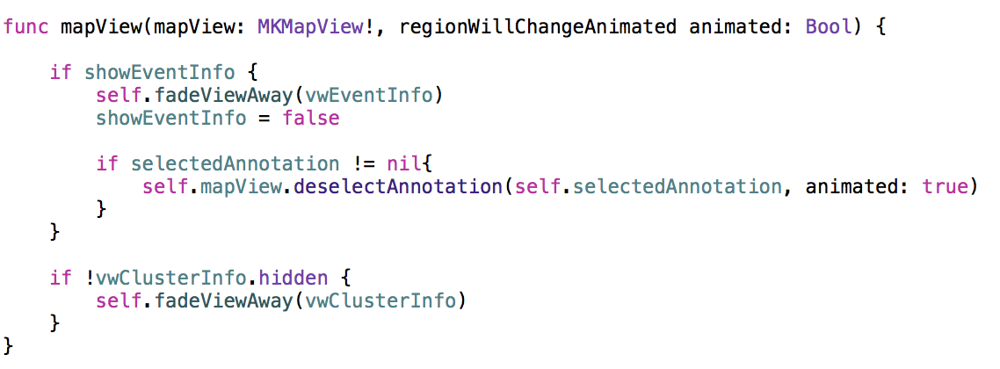 func mapView(mapView: MKMapView!, regionWillChangeAnimated animated: Bool) {
if showEventInfo {
self.fadeViewAway(vwEventInfo)
showEventInfo = false
if selectedAnnotation != nil{
self.mapView.deselectAnnotation(self.selectedAnnotation, animated: true)
}
}
if !vwClusterInfo.hidden {
self.fadeViewAway(vwClusterInfo)
}
}